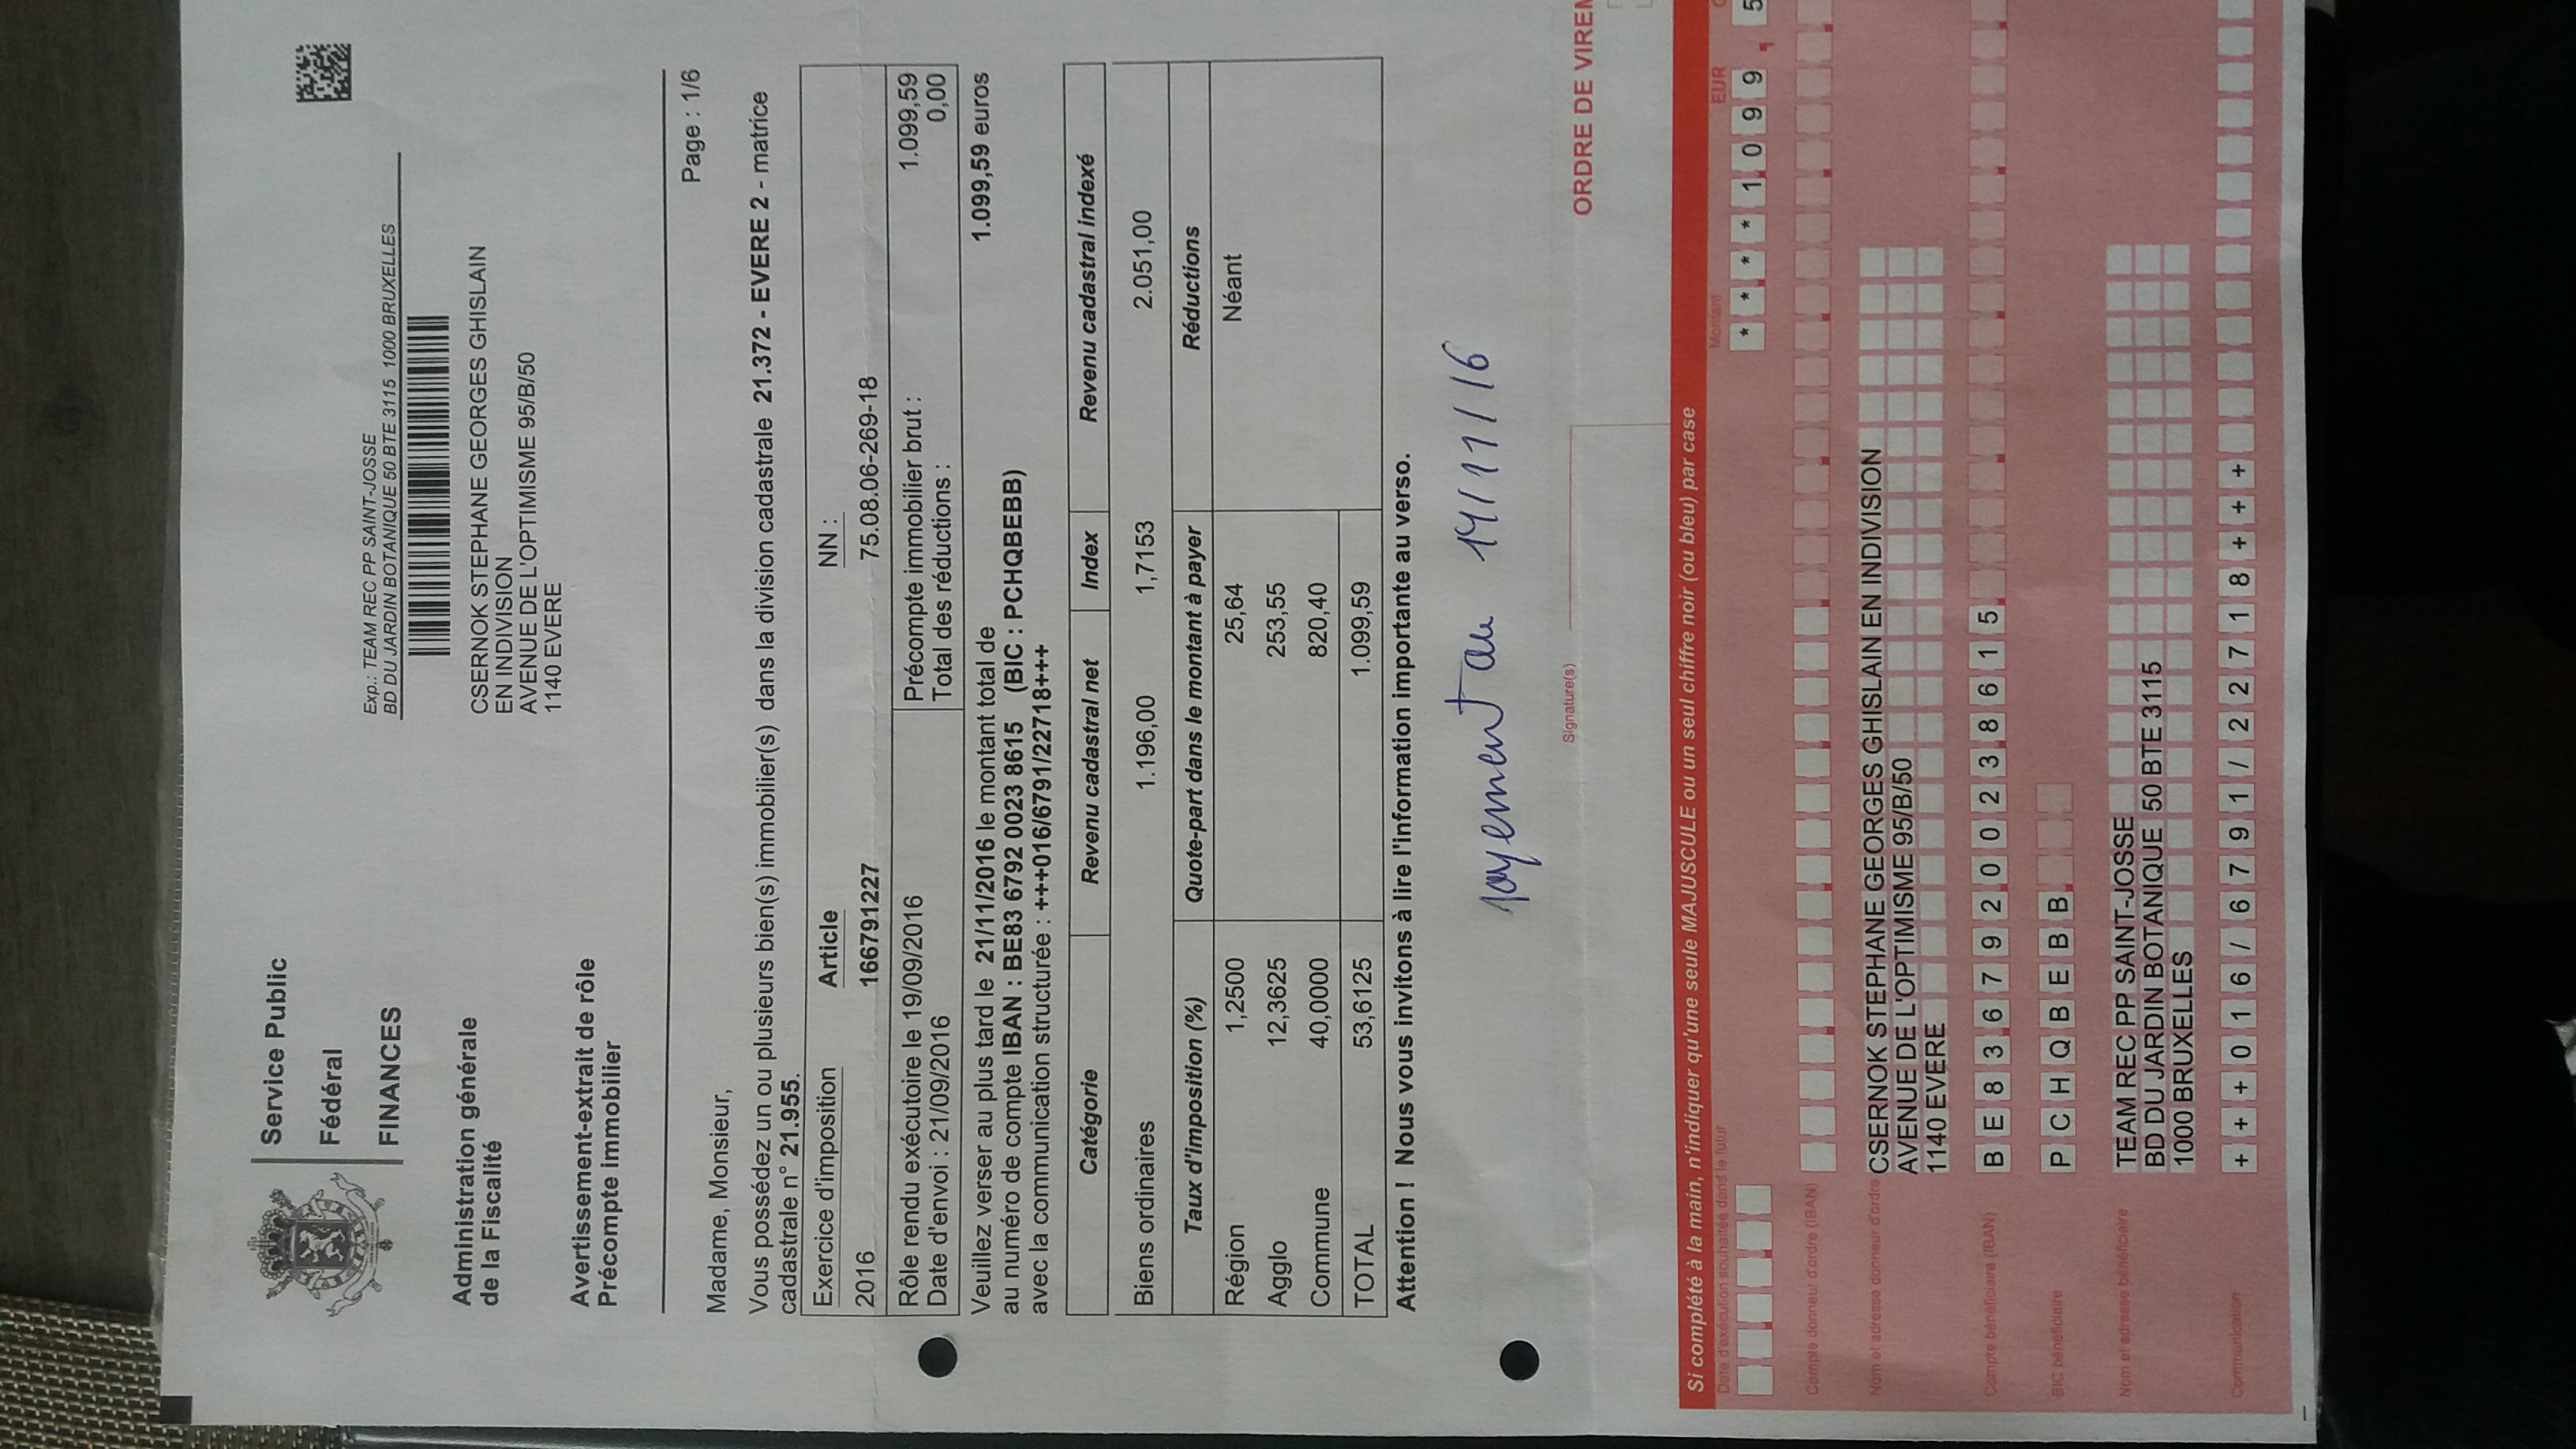 Service Public
Fédéral
FINANCES
Exp.: TEAM REC PP SAINT-JOSSE
BD DU JARDIN BOTANIQUE 50 BTE 3115 1000 BRUXELLES
Administration générale
de la Fiscalité
CSERNOK STEPHANE GEORGES GHISLAIN
EN INDIVISION
AVENUE DE L'OPTIMISME 95/B/50
1140 EVERE
Avertissement-extrait de rôle
Précompte immobilier
Page : 1/6
Madame, Monsieur,
Vous possédez un ou plusieurs bien(s) immobilier(s) dans la division cadastrale 21.372 - EVERE 2 - matrice
cadastrale n° 21.955.
Exercice d'imposition Article NN :
2016 166791227 75.08.06-269-18
Rôle rendu exécutoire le 19/09/2016 Précompte immobilier brut : 1.099,59
Date d'envoi : 21/09/2016 Total des réductions : 0,00
Veuillez verser au plus tard le 21/11/2016 le montant total de 1.099,59 euros
au numéro de compte IBAN : BE83 6792 0023 8615 (BIC : PCHQBEBB)
avec la communication structurée : +++016/6791/22718+++
Catégorie Revenu cadastral net Index Revenu cadastral indexé
Biens ordinaires 1.196,00 1,7153 2.051,00
Taux d'imposition (%) Quote-part dans le montant à payer Réductions
Région 1,2500 25,64 Néant
Agglo 12,3625 253,55
Commune 40,0000 820,40
TOTAL 53,6125 1.099,59
Attention ! Nous vous invitons à lire l'information importante au verso.
payement au 14/11/16
Signature(s)
ORDRE DE VIREM
Si complété à la main, n'indiquer qu'une seule MAJUSCULE ou un seul chiffre noir (ou bleu) par case
Date d'exécution souhaitée dans le futur Montant EUR
* * * * 1 0 9 9 , 5
Compte donneur d'ordre (IBAN)
Nom et adresse donneur d'ordre CSERNOK STEPHANE GEORGES GHISLAIN EN INDIVISION
AVENUE DE L'OPTIMISME 95/B/50
1140 EVERE
Compte bénéficiaire (IBAN) B E 8 3 6 7 9 2 0 0 2 3 8 6 1 5
BIC bénéficiaire P C H Q B E B B
Nom et adresse bénéficiaire TEAM REC PP SAINT-JOSSE
BD DU JARDIN BOTANIQUE 50 BTE 3115
1000 BRUXELLES
Communication + + + 0 1 6 / 6 7 9 1 / 2 2 7 1 8 + + +